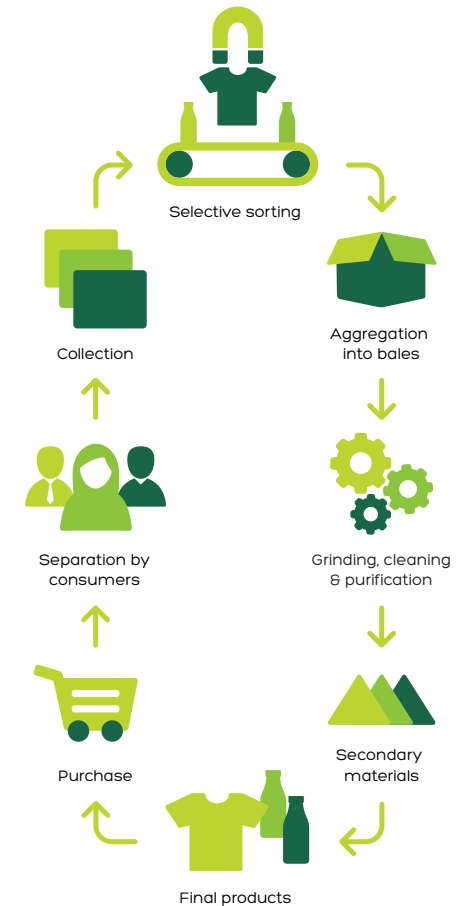 Selective sorting
Aggregation
into bales
Grinding, cleaning
& purification
Secondary
materials
Final products
Purchase
Separation by
consumers
Collection